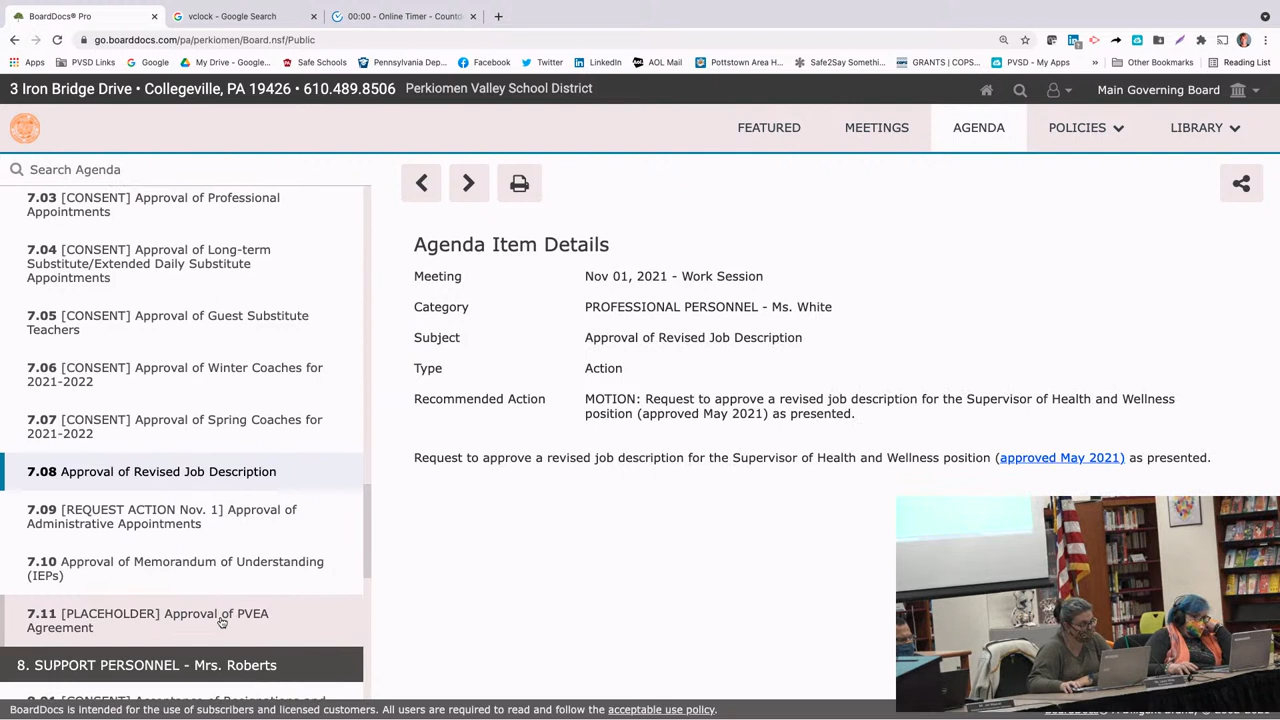 BoardDocs® Pro
vclock - Google Search
00:00 - Online Timer - Countd
go.boarddocs.com/pa/perkiomen/Board.nsf/Public
Apps PVSD Links Google My Drive - Google... Safe Schools Pennsylvania Dep... Facebook Twitter LinkedIn AOL Mail Pottstown Area H... Safe2Say Somethi... GRANTS | COPS... PVSD - My Apps » Other Bookmarks Reading List
3 Iron Bridge Drive • Collegeville, PA 19426 • 610.489.8506 Perkiomen Valley School District Main Governing Board
FEATURED MEETINGS AGENDA POLICIES LIBRARY
Search Agenda
7.03 [CONSENT] Approval of Professional
Appointments
7.04 [CONSENT] Approval of Long-term
Substitute/Extended Daily Substitute
Appointments
7.05 [CONSENT] Approval of Guest Substitute
Teachers
7.06 [CONSENT] Approval of Winter Coaches for
2021-2022
7.07 [CONSENT] Approval of Spring Coaches for
2021-2022
7.08 Approval of Revised Job Description
7.09 [REQUEST ACTION Nov. 1] Approval of
Administrative Appointments
7.10 Approval of Memorandum of Understanding
(IEPs)
7.11 [PLACEHOLDER] Approval of PVEA
Agreement
8. SUPPORT PERSONNEL - Mrs. Roberts
8.01 [CONSENT] Acceptance of Resignations and
Agenda Item Details
Meeting Nov 01, 2021 - Work Session
Category PROFESSIONAL PERSONNEL - Ms. White
Subject Approval of Revised Job Description
Type Action
Recommended Action MOTION: Request to approve a revised job description for the Supervisor of Health and Wellness
position (approved May 2021) as presented.
Request to approve a revised job description for the Supervisor of Health and Wellness position (approved May 2021) as presented.
BoardDocs is intended for the use of subscribers and licensed customers. All users are required to read and follow the acceptable use policy.